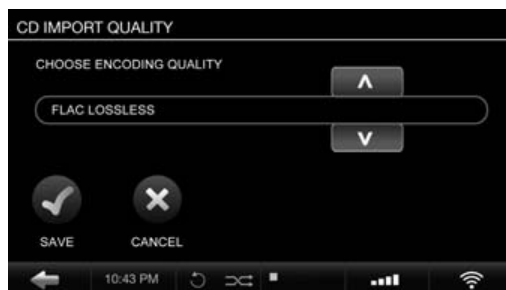 CD IMPORT QUALITY
CHOOSE ENCODING QUALITY
FLAC LOSSLESS
SAVE CANCEL
10:43 PM